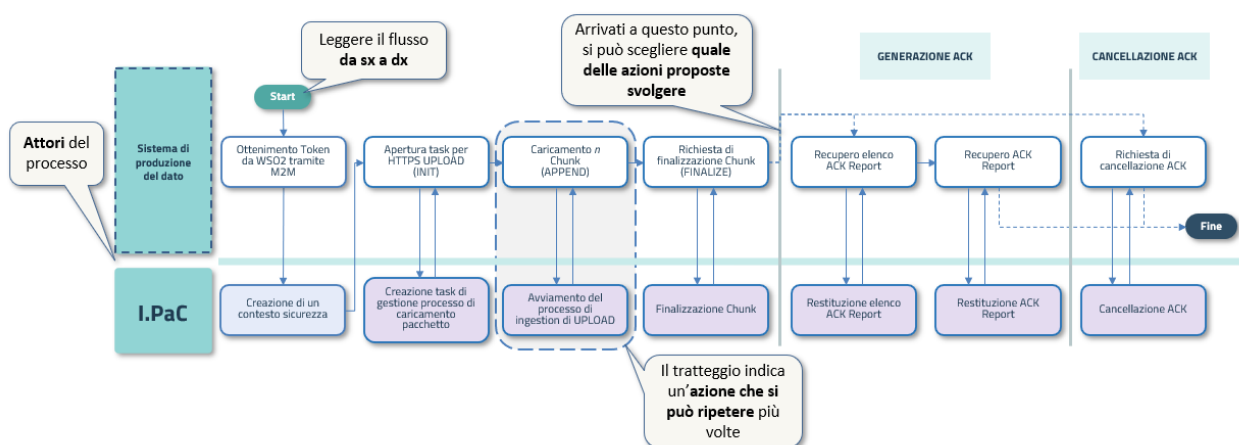 Leggere il flusso
da sx a dx
Arrivati a questo punto,
si può scegliere quale
delle azioni proposte
svolgere
GENERAZIONE ACK
CANCELLAZIONE ACK
Start
Attori del
processo
Sistema di
produzione
del dato
Ottenimento Token
da WSO2 tramite
M2M
Apertura task per
HTTPS UPLOAD
(INIT)
Caricamento n
Chunk
(APPEND)
Richiesta di
finalizzazione Chunk
(FINALIZE)
Recupero elenco
ACK Report
Recupero ACK
Report
Richiesta di
cancellazione ACK
Fine
I.PaC
Creazione di un
contesto sicurezza
Creazione task di
gestione processo di
caricamento
pacchetto
Avviamento del
processo di
ingestion di UPLOAD
Finalizzazione Chunk
Restituzione elenco
ACK Report
Restituzione ACK
Report
Cancellazione ACK
Il tratteggio indica
un'azione che si
può ripetere più
volte